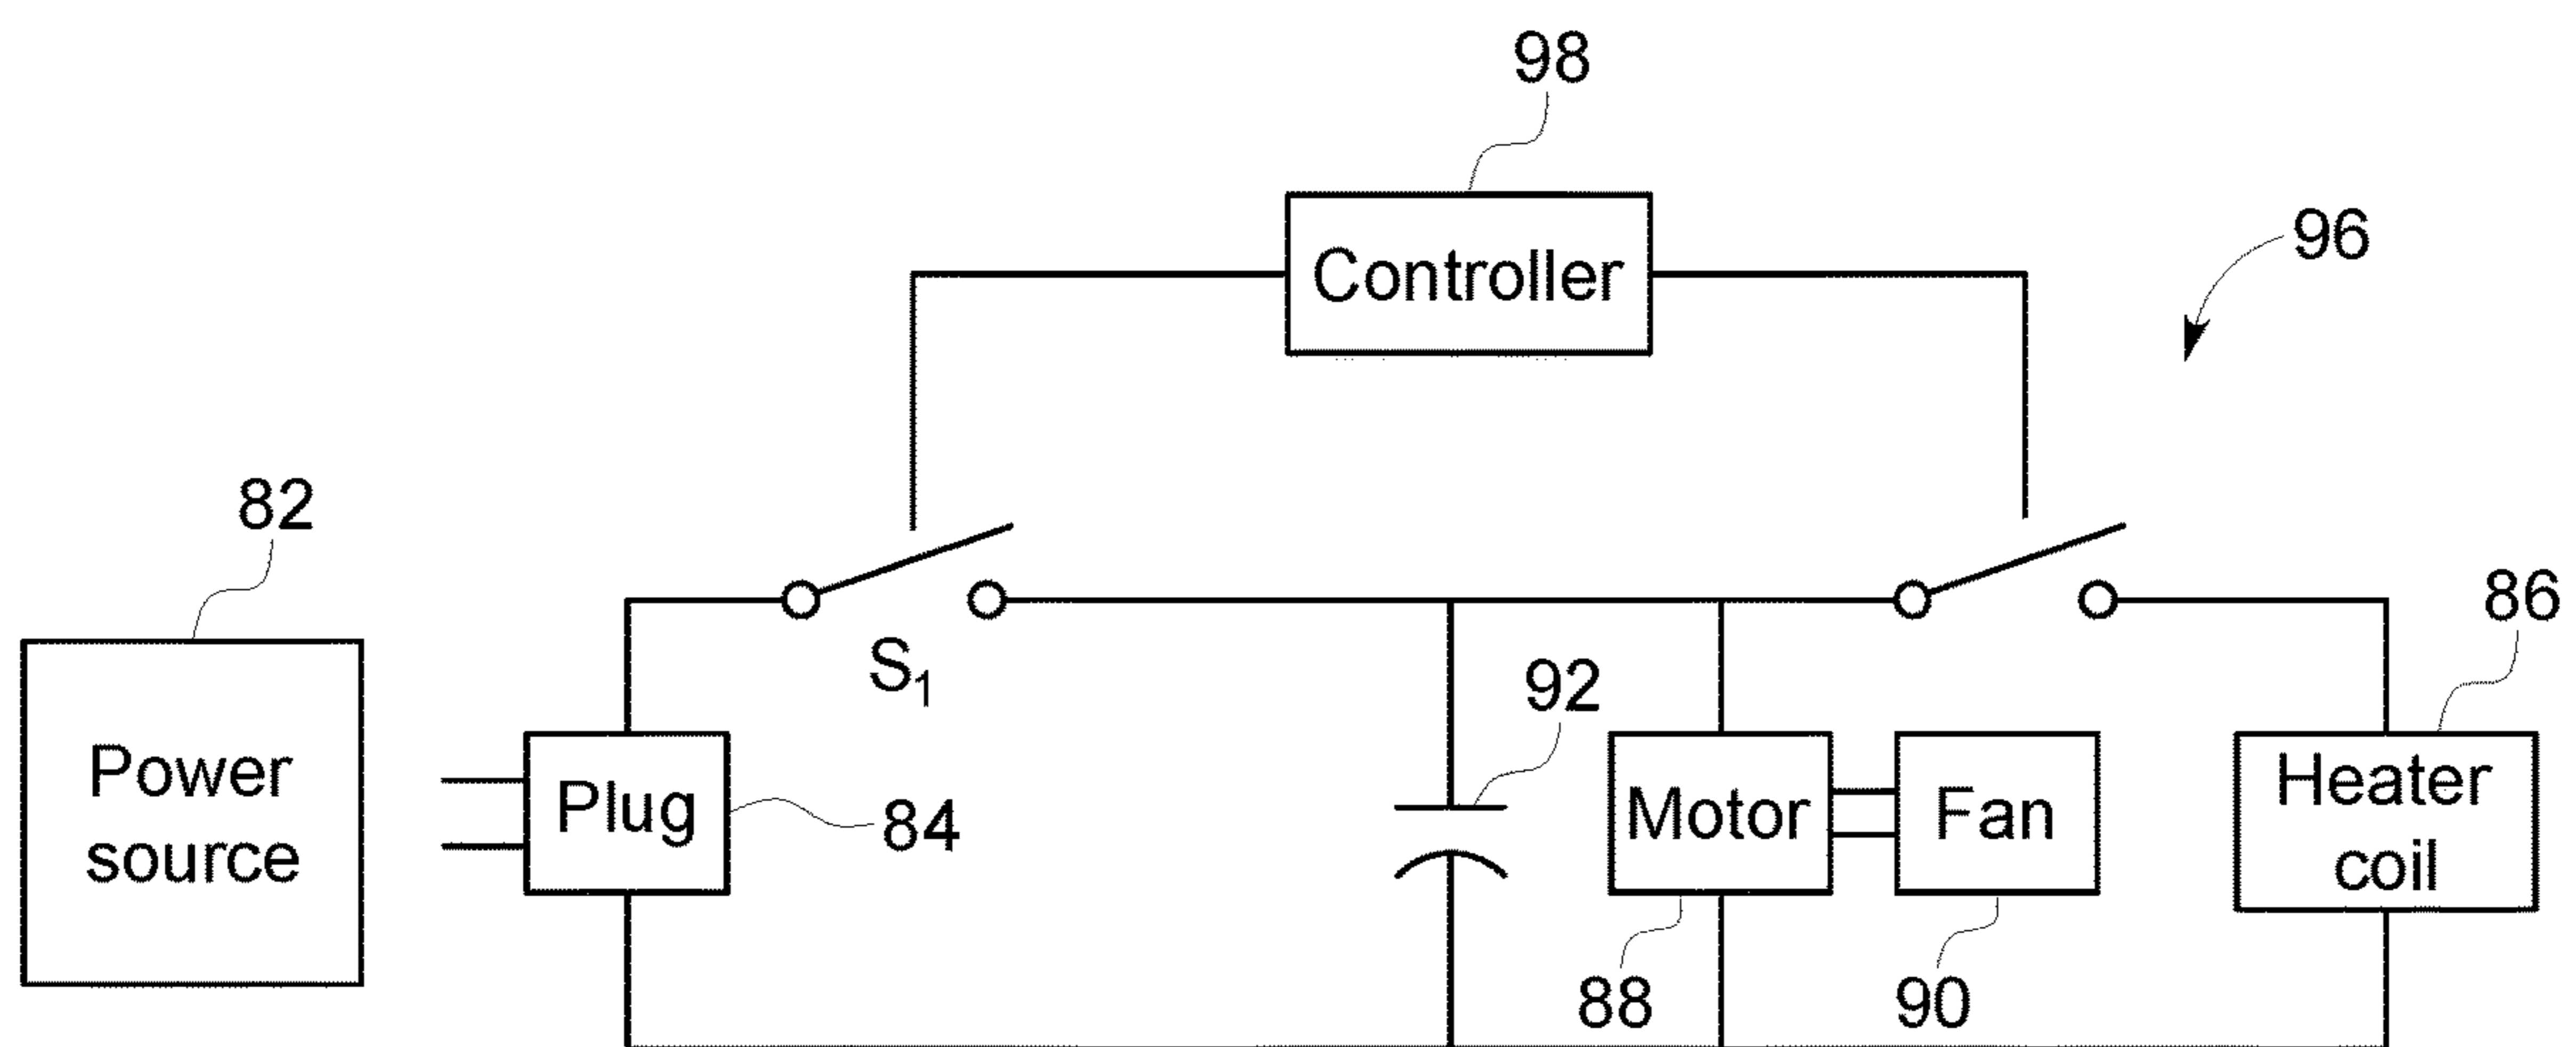 98
Controller
96
82
86
S₁
92
Power
source
Plug
84
Motor
Fan
Heater
coil
88
90